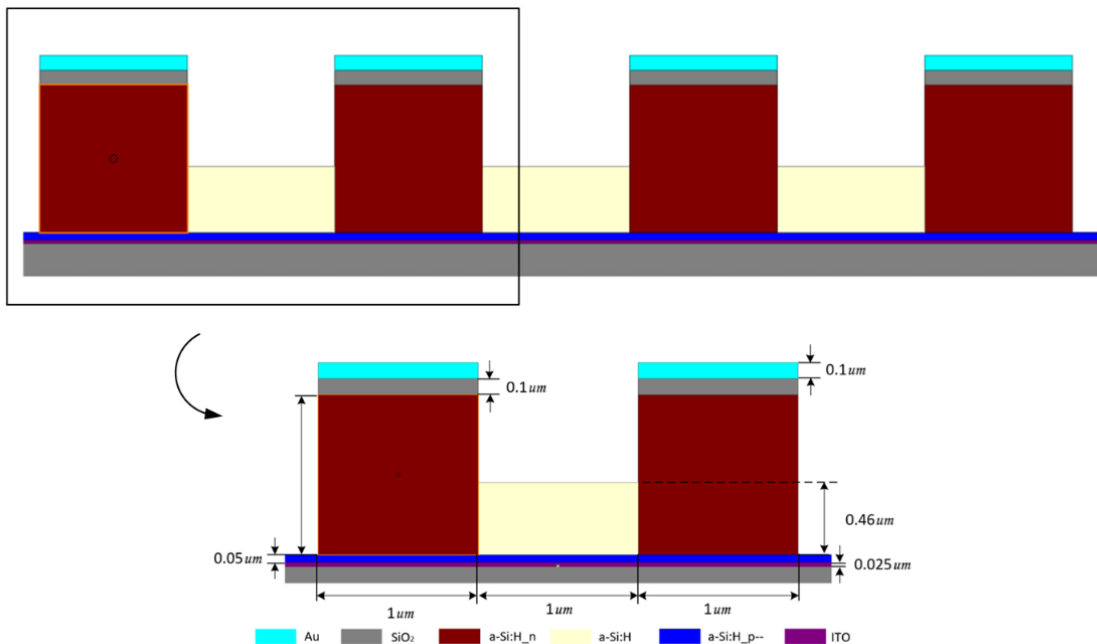 0.1um
0.1um
0.46um
0.05um
0.025um
1um 1um 1um
Au SiO₂ a-Si:H_n a-Si:H a-Si:H_p-- ITO